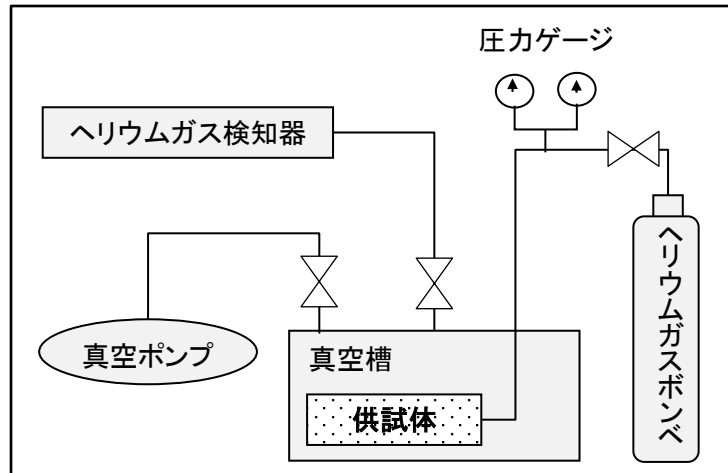 圧力ゲージ
ヘリウムガス検知器
ヘリウムガスボンベ
真空ポンプ
真空槽
供試体